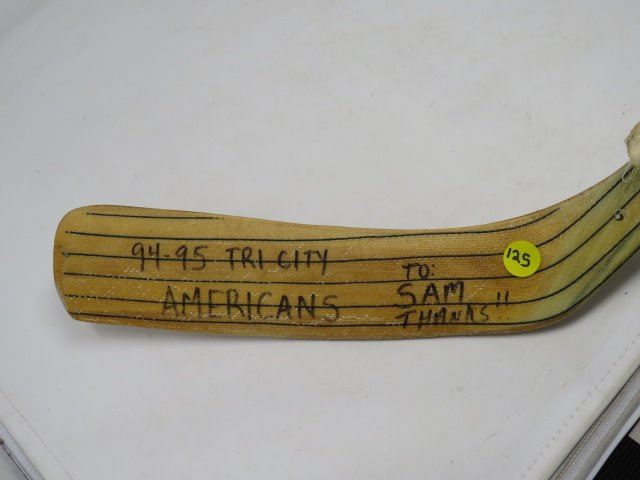 94-95 TRI CITY
AMERICANS
TO:
SAM
THANKS!!
125